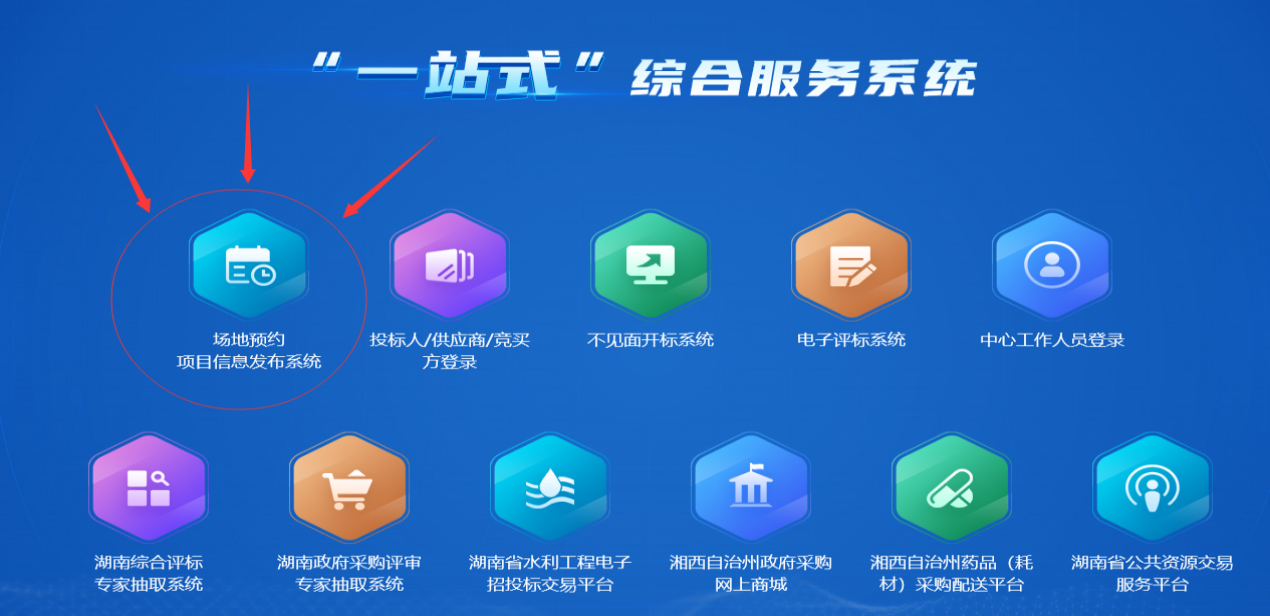 “一站式”综合服务系统
场地预约
项目信息发布系统
投标人/供应商/竞买
方登录
不见面开标系统
电子评标系统
中心工作人员登录
湖南综合评标
专家抽取系统
湖南政府采购评审
专家抽取系统
湖南省水利工程电子
招投标交易平台
湘西自治州政府采购
网上商城
湘西自治州药品（耗
材）采购配送平台
湖南省公共资源交易
服务平台